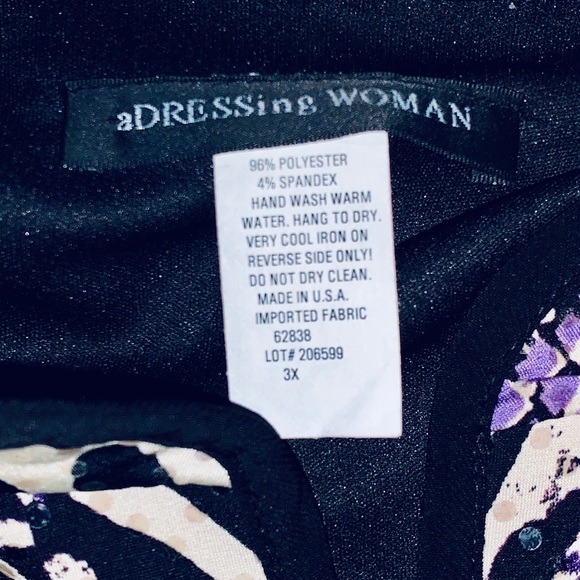 aDRESSing WOMAN
96% POLYESTER
4% SPANDEX
HAND WASH WARM
WATER. HANG TO DRY.
VERY COOL IRON ON
REVERSE SIDE ONLY!
DO NOT DRY CLEAN.
MADE IN U.S.A.
IMPORTED FABRIC
62838
LOT# 206599
3X